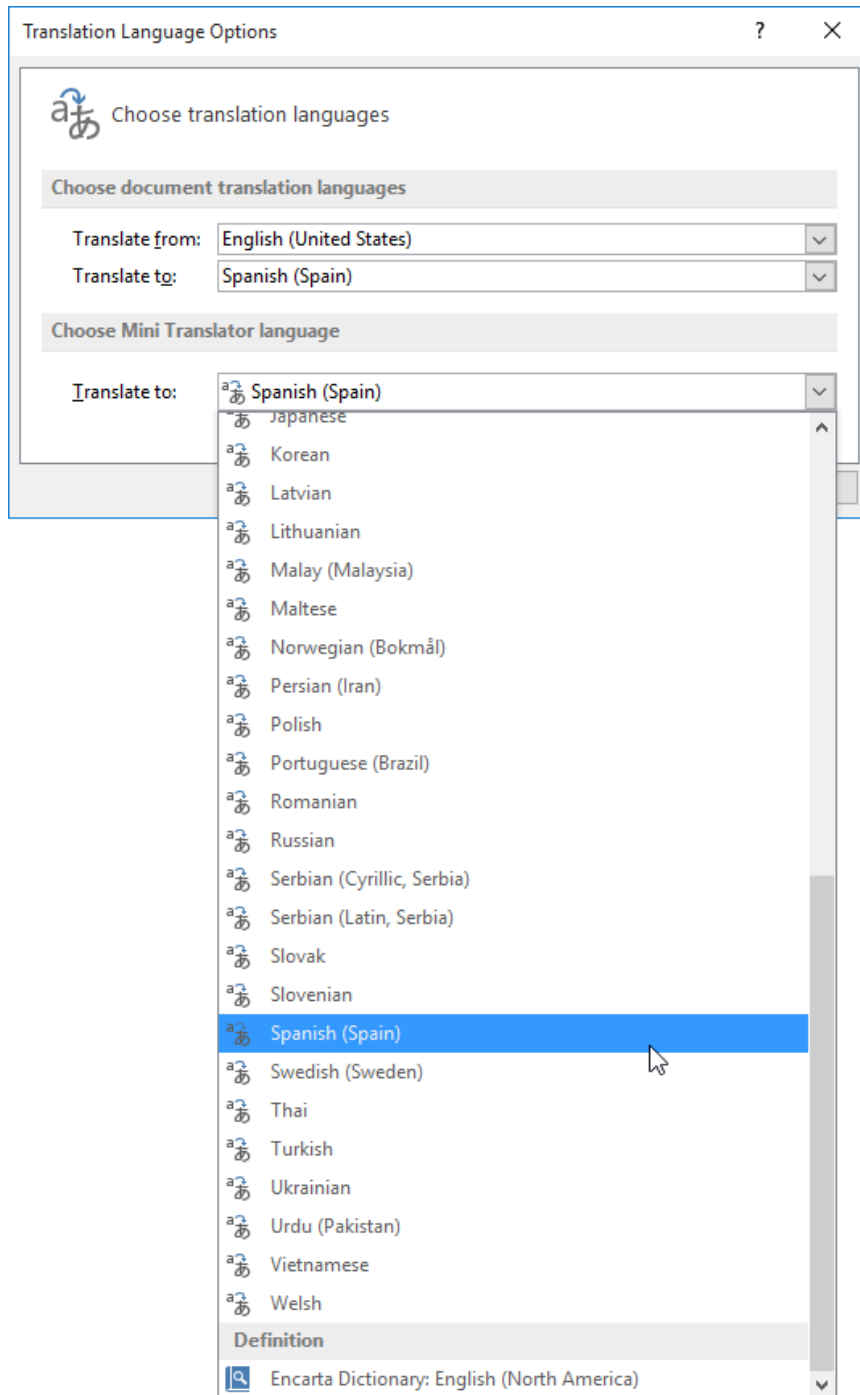 Translation Language Options ?
Choose translation languages
Choose document translation languages
Translate from: English (United States)
Translate to: Spanish (Spain)
Choose Mini Translator language
Translate to: Spanish (Spain)
Japanese
Korean
Latvian
Lithuanian
Malay (Malaysia)
Maltese
Norwegian (Bokmål)
Persian (Iran)
Polish
Portuguese (Brazil)
Romanian
Russian
Serbian (Cyrillic, Serbia)
Serbian (Latin, Serbia)
Slovak
Slovenian
Spanish (Spain)
Swedish (Sweden)
Thai
Turkish
Ukrainian
Urdu (Pakistan)
Vietnamese
Welsh
Definition
Encarta Dictionary: English (North America)